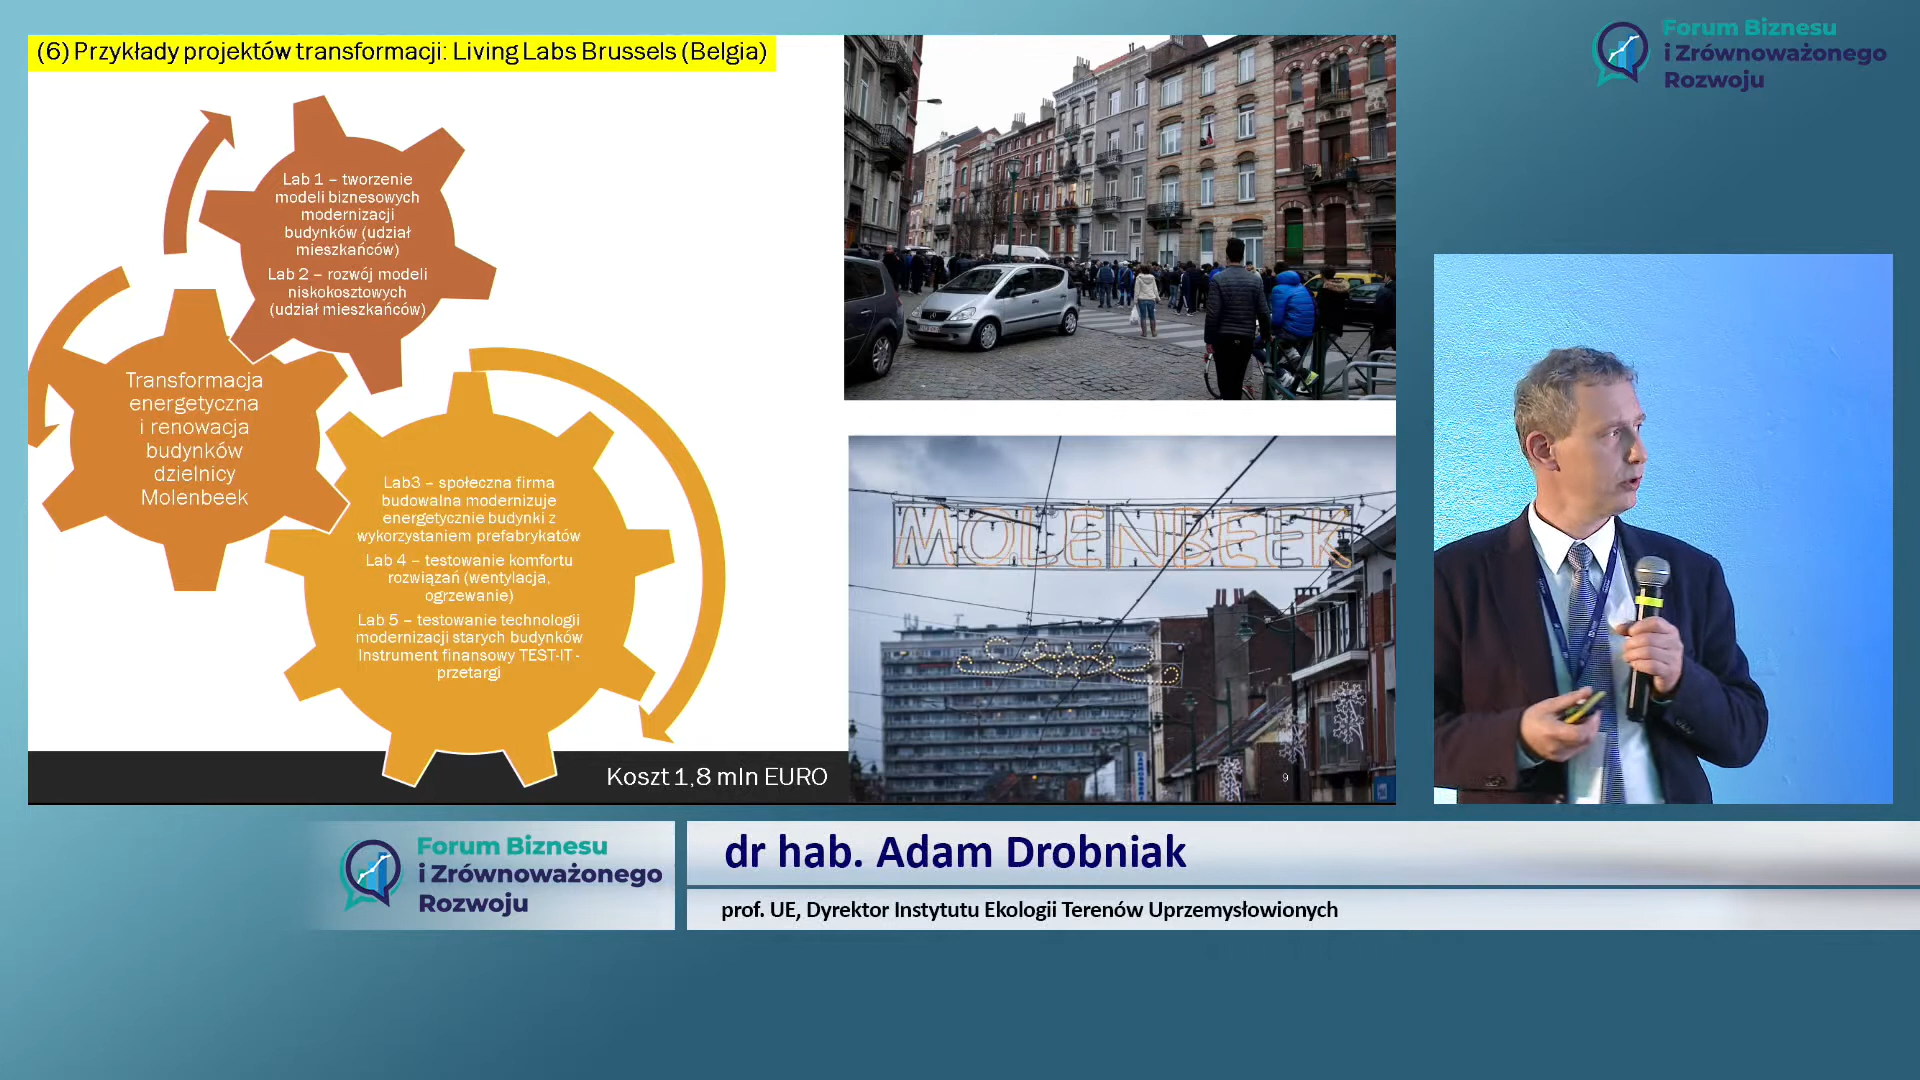 (6) Przykłady projektów transformacji: Living Labs Brussels (Belgia)
Forum Biznesu
i Zrównoważonego
Rozwoju
Lab 1 – tworzenie
modeli biznesowych
modernizacji
budynków (udział
mieszkańców)
Lab 2 – rozwój modeli
niskokosztowych
(udział mieszkańców)
Transformacja
energetyczna
i renowacja
budynków
dzielnicy
Molenbeek
Lab3 – społeczna firma
budowalna modernizuje
energetycznie budynki z
wykorzystaniem prefabrykatów
Lab 4 – testowanie komfortu
rozwiązań (wentylacja,
ogrzewanie)
Lab 5 – testowanie technologii
modernizacji starych budynków
Instrument finansowy TEST-IT -
przetargi
MOLENBEEK
9
Koszt 1,8 mln EURO
Forum Biznesu
i Zrównoważonego
Rozwoju
dr hab. Adam Drobniak
prof. UE, Dyrektor Instytutu Ekologii Terenów Uprzemysłowionych